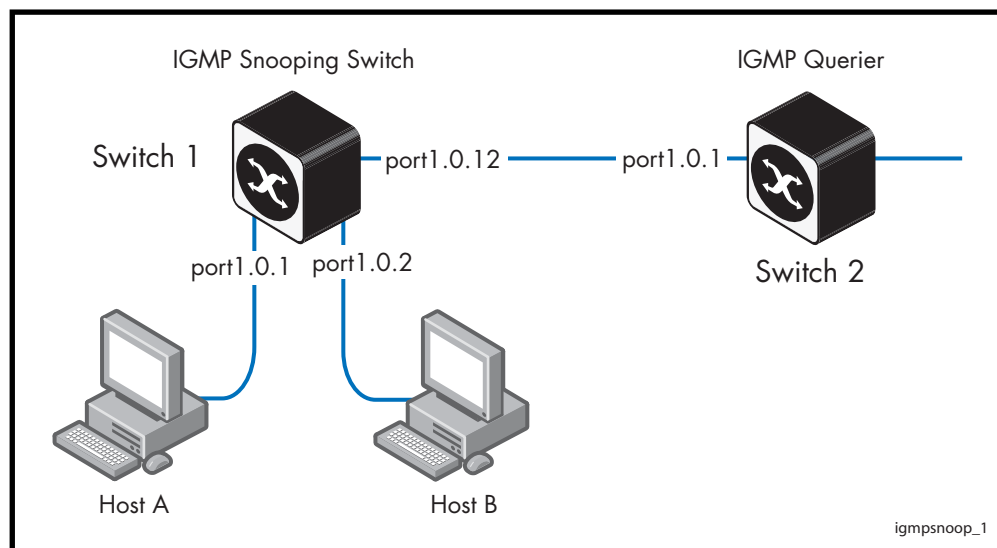 IGMP Snooping Switch
IGMP Querier
Switch 1
port1.0.12
port1.0.1
Switch 2
port1.0.1
port1.0.2
Host A
Host B
igmpsnoop_1